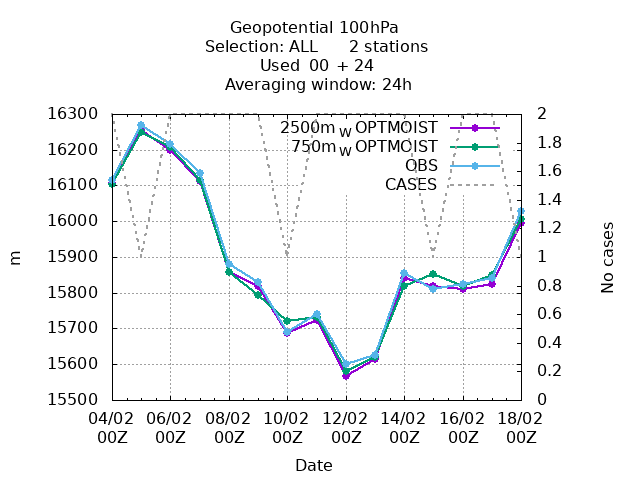 Geopotential 100hPa
Selection: ALL 2 stations
Used 00 + 24
Averaging window: 24h
16300
16200
16100
16000
15900
15800
15700
15600
15500
m
2
1.8
1.6
1.4
1.2
1
0.8
0.6
0.4
0.2
0
No cases
2500m W OPTMOIST
750m W OPTMOIST
OBS
CASES
04/02 06/02 08/02 10/02 12/02 14/02 16/02 18/02
00Z 00Z 00Z 00Z 00Z 00Z 00Z 00Z
Date